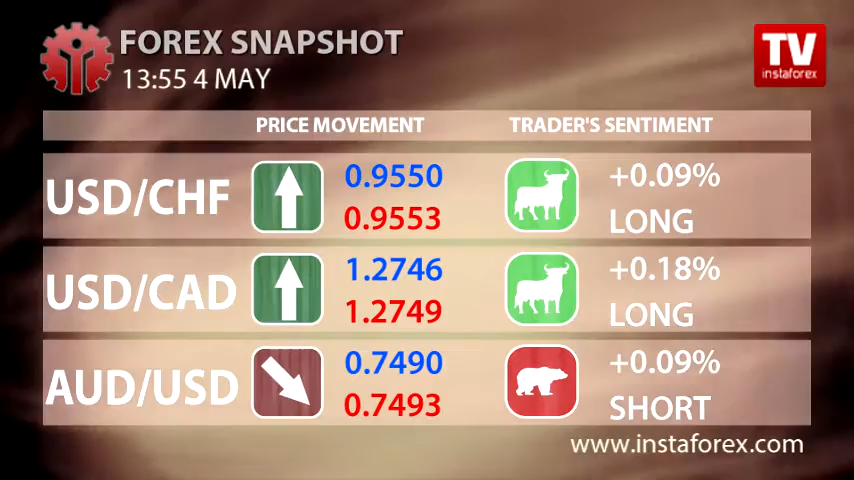 FOREX SNAPSHOT
13:55 4 MAY
TV
instaforex
PRICE MOVEMENT TRADER'S SENTIMENT
USD/CHF 0.9550 +0.09%
0.9553 LONG
USD/CAD 1.2746 +0.18%
1.2749 LONG
AUD/USD 0.7490 +0.09%
0.7493 SHORT
www.instaforex.com